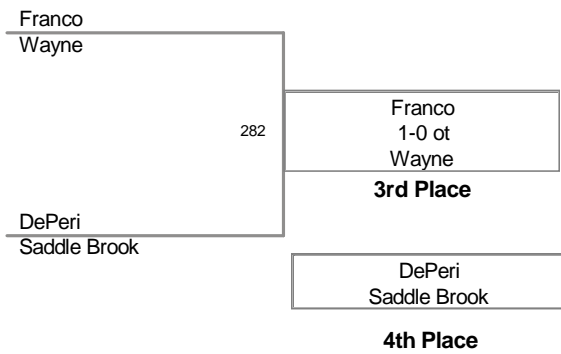 Franco
Wayne
282
Franco
1-0 ot
Wayne
3rd Place
DePeri
Saddle Brook
DePeri
Saddle Brook
4th Place